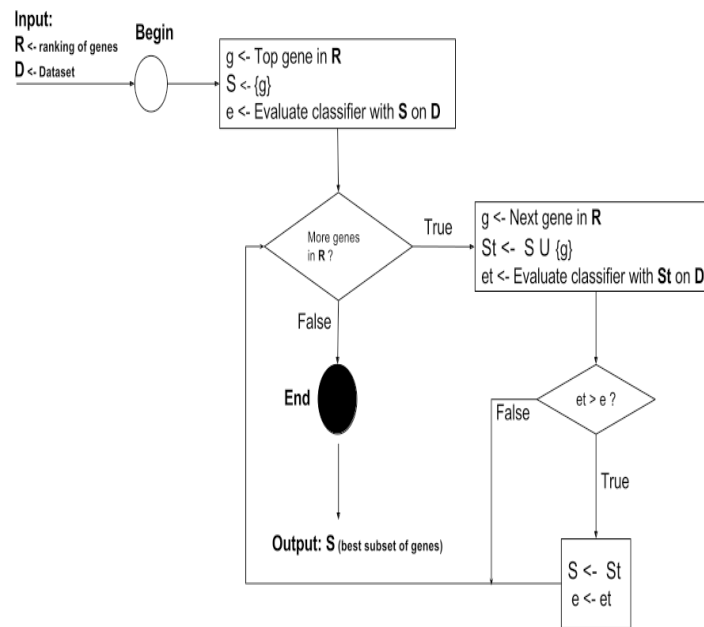 Input:
R <- ranking of genes
D <- Dataset
Begin
g <- Top gene in R
S <- {g}
e <- Evaluate classifier with S on D
More genes
in R ?
True
g <- Next gene in R
St <- S U {g}
et <- Evaluate classifier with St on D
False
End
et > e ?
False
True
Output: S (best subset of genes)
S <- St
e <- et